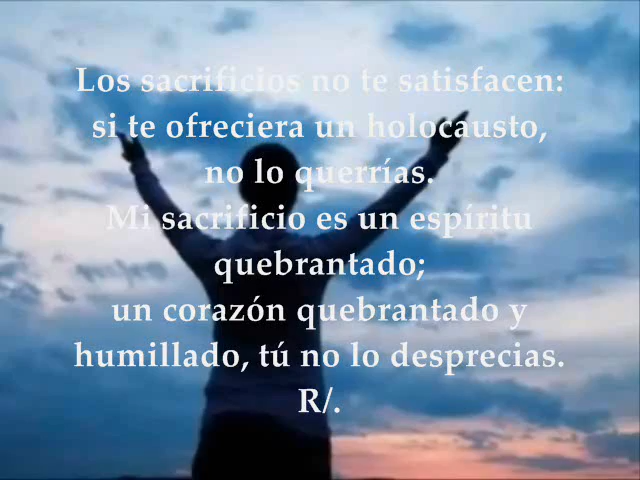 Los sacrificios no te satisfacen:
si te ofreciera un holocausto,
no lo querrías.
Mi sacrificio es un espíritu
quebrantado;
un corazón quebrantado y
humillado, tú no lo desprecias.
R/.